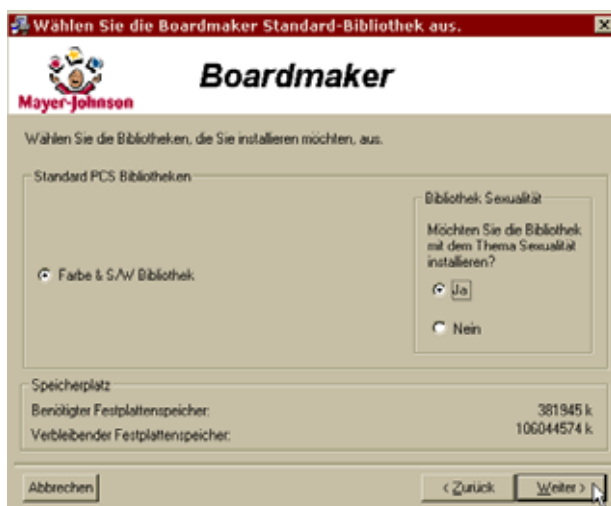 Wählen Sie die Boardmaker Standard-Bibliothek aus.
Mayer-Johnson
Boardmaker
Wählen Sie die Bibliotheken, die Sie installieren möchten, aus.
Standard PCS Bibliotheken
Farbe & S/W Bibliothek
Bibliothek Sexualität
Möchten Sie die Bibliothek
mit dem Thema Sexualität
installieren?
Ja
Nein
Speicherplatz
Benötigter Festplattenspeicher: 381945 k
Verbleibender Festplattenspeicher: 106044574 k
Abbrechen < Zurück Weiter >